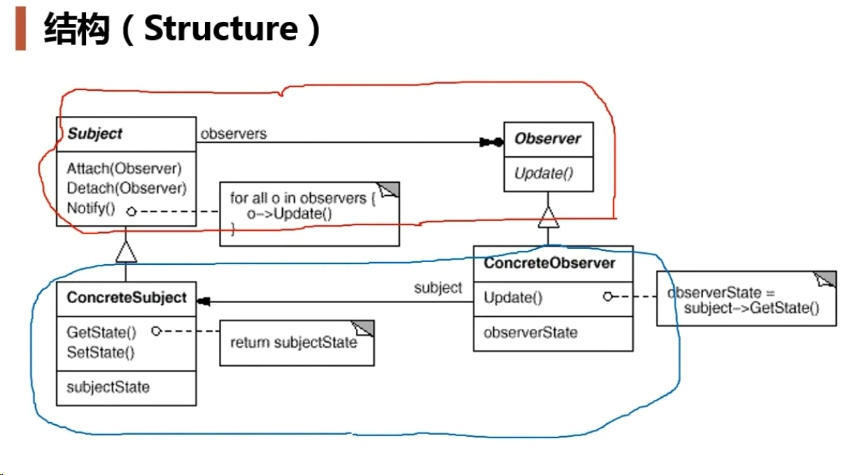 结构（Structure）
Subject
observers
Observer
Attach(Observer)
Detach(Observer)
Notify()
for all o in observers {
o->Update()
}
Update()
ConcreteSubject
GetState()
SetState()
subjectState
return subjectState
subject
ConcreteObserver
Update()
observerState
observerState =
subject->GetState()